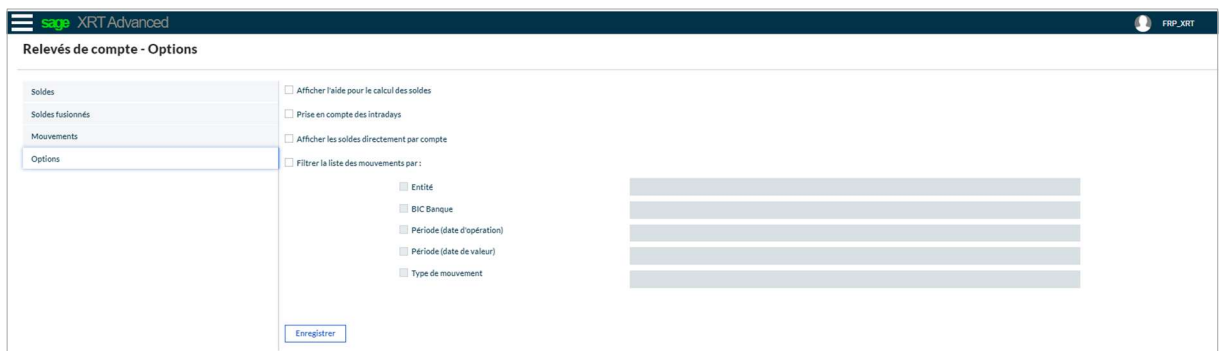 sage XRT Advanced
FRP_XRT
Relevés de compte - Options
Soldes
Soldes fusionnés
Mouvements
Options
Afficher l'aide pour le calcul des soldes
Prise en compte des intradays
Afficher les soldes directement par compte
Filtrer la liste des mouvements par :
Entité
BIC Banque
Période (date d'opération)
Période (date de valeur)
Type de mouvement
Enregistrer